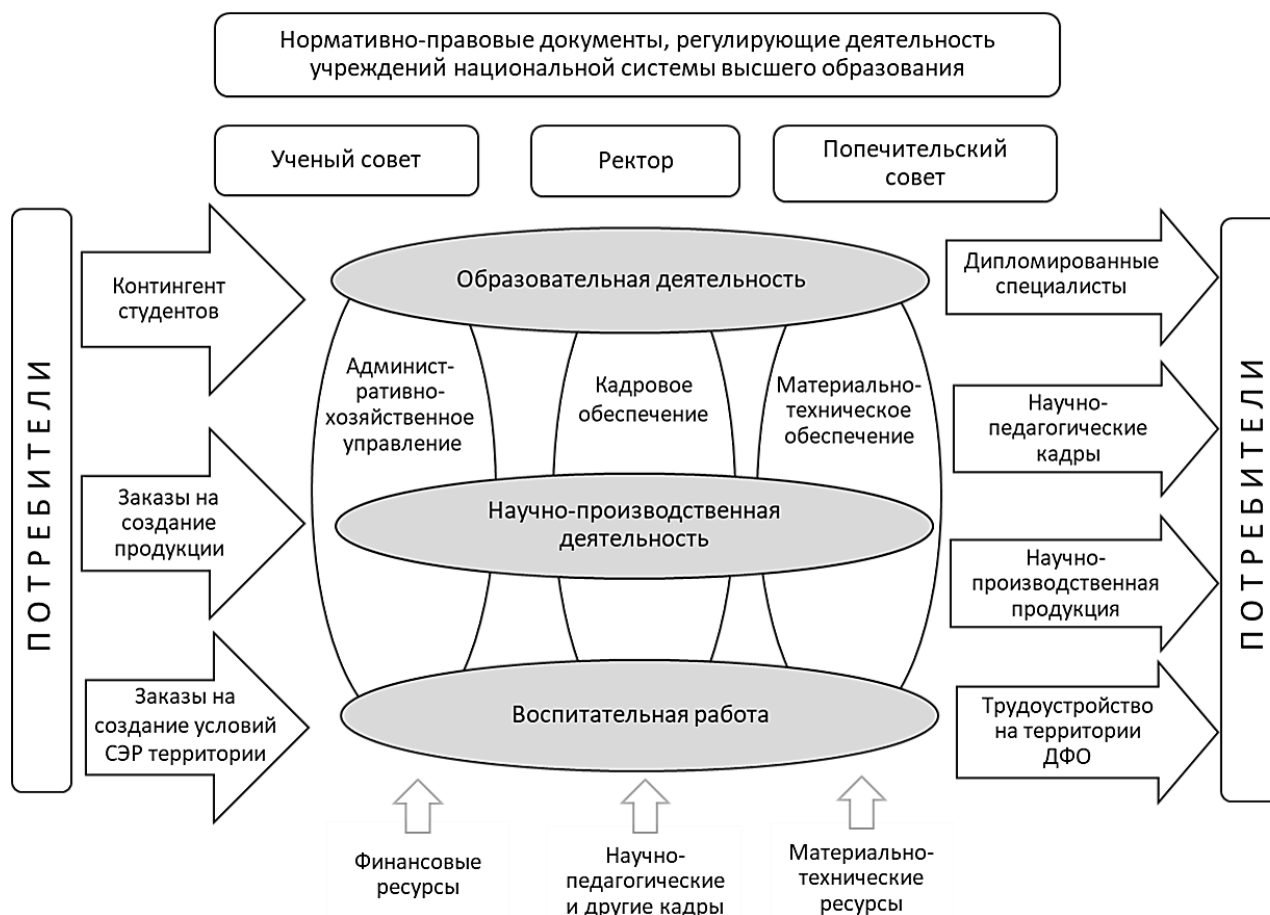 Нормативно-правовые документы, регулирующие деятельность
учреждений национальной системы высшего образования
Ученый совет
Ректор
Попечительский
совет
ПОТРЕБИТЕЛИ
Контингент
студентов
Заказы на
создание
продукции
Заказы на
создание условий
СЭР территории
Образовательная деятельность
Админист-
ративно-
хозяйственное
управление
Кадровое
обеспечение
Материально-
техническое
обеспечение
Научно-производственная
деятельность
Воспитательная работа
Финансовые
ресурсы
Научно-
педагогические
и другие кадры
Материально-
технические
ресурсы
Дипломированные
специалисты
Научно-
педагогические
кадры
Научно-
производственная
продукция
Трудоустройство
на территории
ДФО
ПОТРЕБИТЕЛИ